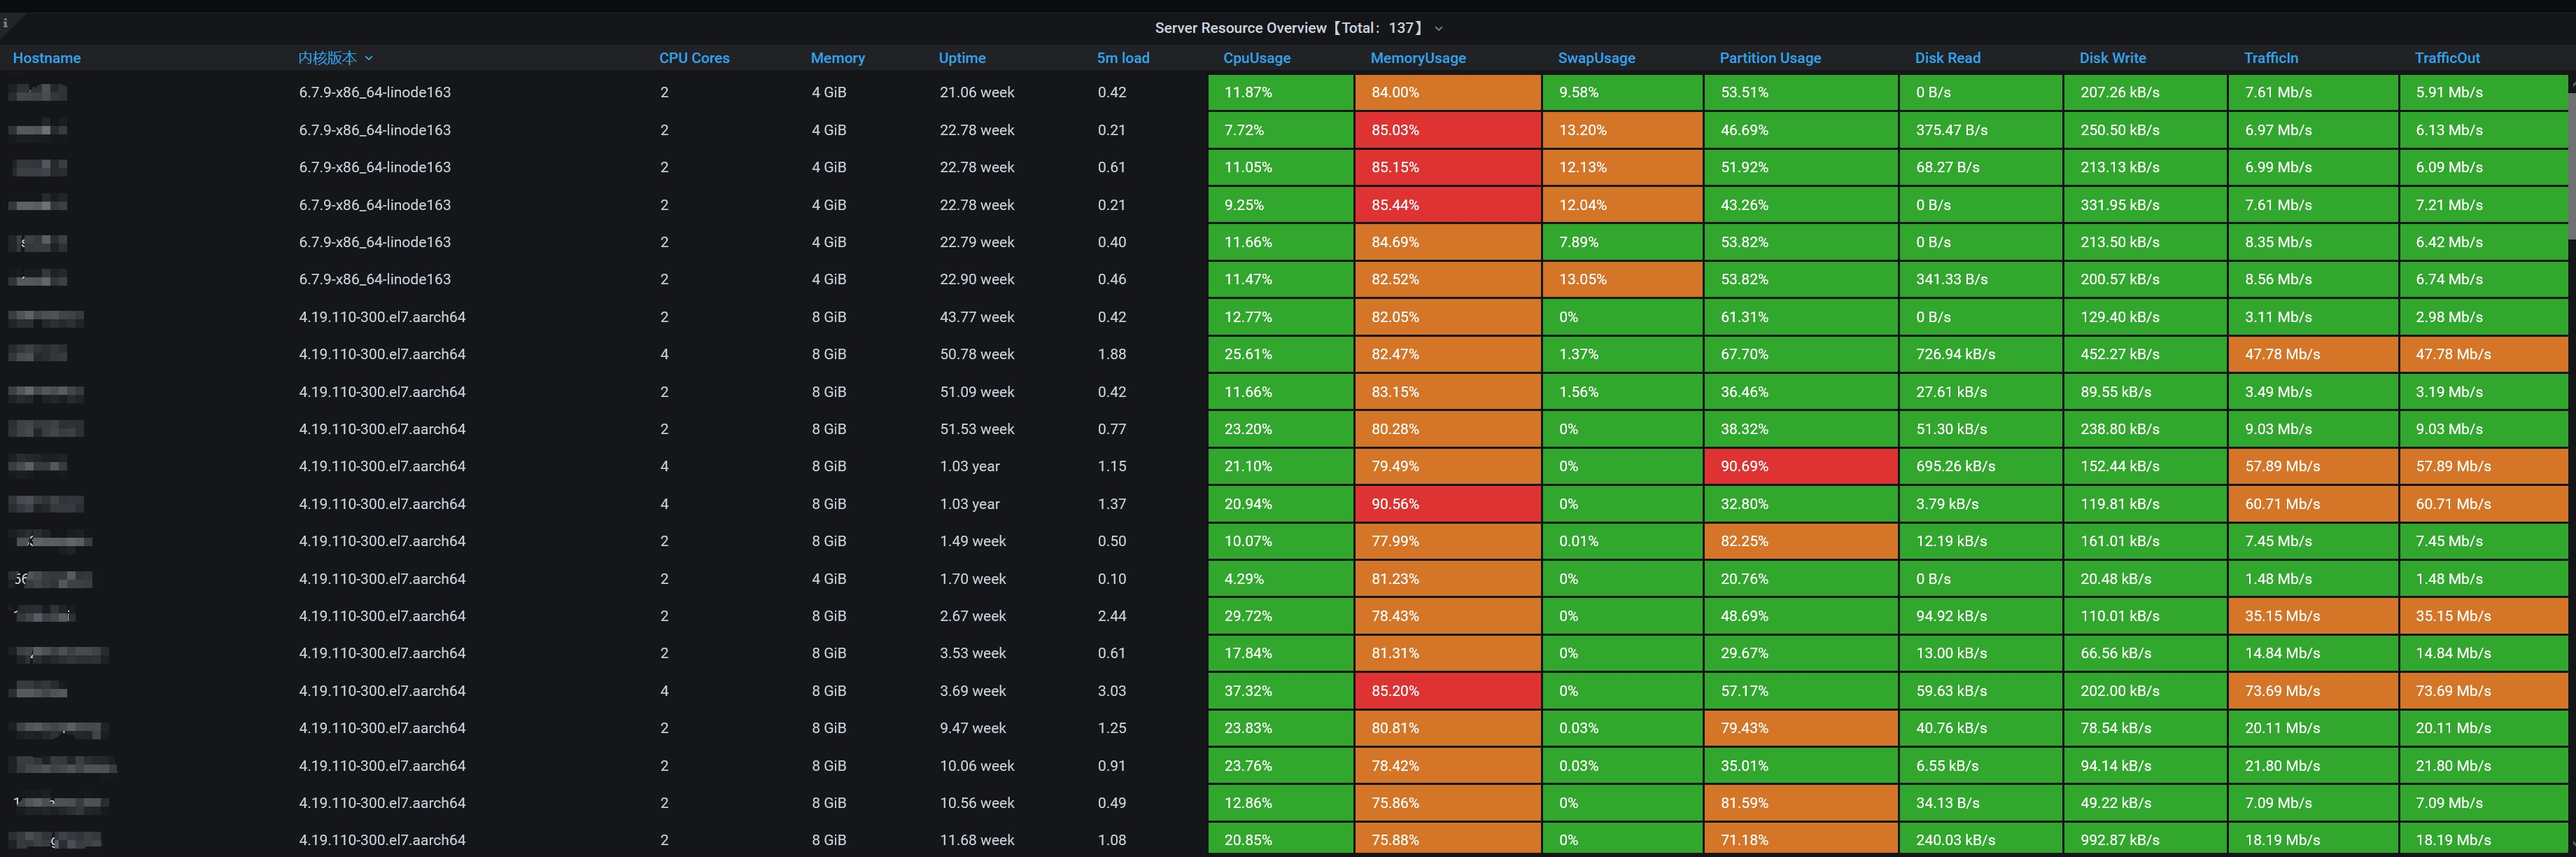 Server Resource Overview【Total：137】
Hostname 内核版本 CPU Cores Memory Uptime 5m load CpuUsage MemoryUsage SwapUsage Partition Usage Disk Read Disk Write TrafficIn TrafficOut
6.7.9-x86_64-linode163 2 4 GiB 21.06 week 0.42 11.87% 84.00% 9.58% 53.51% 0 B/s 207.26 kB/s 7.61 Mb/s 5.91 Mb/s
6.7.9-x86_64-linode163 2 4 GiB 22.78 week 0.21 7.72% 85.03% 13.20% 46.69% 375.47 B/s 250.50 kB/s 6.97 Mb/s 6.13 Mb/s
6.7.9-x86_64-linode163 2 4 GiB 22.78 week 0.61 11.05% 85.15% 12.13% 51.92% 68.27 B/s 213.13 kB/s 6.99 Mb/s 6.09 Mb/s
6.7.9-x86_64-linode163 2 4 GiB 22.78 week 0.21 9.25% 85.44% 12.04% 43.26% 0 B/s 331.95 kB/s 7.61 Mb/s 7.21 Mb/s
6.7.9-x86_64-linode163 2 4 GiB 22.79 week 0.40 11.66% 84.69% 7.89% 53.82% 0 B/s 213.50 kB/s 8.35 Mb/s 6.42 Mb/s
6.7.9-x86_64-linode163 2 4 GiB 22.90 week 0.46 11.47% 82.52% 13.05% 53.82% 341.33 B/s 200.57 kB/s 8.56 Mb/s 6.74 Mb/s
4.19.110-300.el7.aarch64 2 8 GiB 43.77 week 0.42 12.77% 82.05% 0% 61.31% 0 B/s 129.40 kB/s 3.11 Mb/s 2.98 Mb/s
4.19.110-300.el7.aarch64 4 8 GiB 50.78 week 1.88 25.61% 82.47% 1.37% 67.70% 726.94 kB/s 452.27 kB/s 47.78 Mb/s 47.78 Mb/s
4.19.110-300.el7.aarch64 2 8 GiB 51.09 week 0.42 11.66% 83.15% 1.56% 36.46% 27.61 kB/s 89.55 kB/s 3.49 Mb/s 3.19 Mb/s
4.19.110-300.el7.aarch64 2 8 GiB 51.53 week 0.77 23.20% 80.28% 0% 38.32% 51.30 kB/s 238.80 kB/s 9.03 Mb/s 9.03 Mb/s
4.19.110-300.el7.aarch64 4 8 GiB 1.03 year 1.15 21.10% 79.49% 0% 90.69% 695.26 kB/s 152.44 kB/s 57.89 Mb/s 57.89 Mb/s
4.19.110-300.el7.aarch64 4 8 GiB 1.03 year 1.37 20.94% 90.56% 0% 32.80% 3.79 kB/s 119.81 kB/s 60.71 Mb/s 60.71 Mb/s
4.19.110-300.el7.aarch64 2 8 GiB 1.49 week 0.50 10.07% 77.99% 0.01% 82.25% 12.19 kB/s 161.01 kB/s 7.45 Mb/s 7.45 Mb/s
4.19.110-300.el7.aarch64 2 4 GiB 1.70 week 0.10 4.29% 81.23% 0% 20.76% 0 B/s 20.48 kB/s 1.48 Mb/s 1.48 Mb/s
4.19.110-300.el7.aarch64 2 8 GiB 2.67 week 2.44 29.72% 78.43% 0% 48.69% 94.92 kB/s 110.01 kB/s 35.15 Mb/s 35.15 Mb/s
4.19.110-300.el7.aarch64 2 8 GiB 3.53 week 0.61 17.84% 81.31% 0% 29.67% 13.00 kB/s 66.56 kB/s 14.84 Mb/s 14.84 Mb/s
4.19.110-300.el7.aarch64 4 8 GiB 3.69 week 3.03 37.32% 85.20% 0% 57.17% 59.63 kB/s 202.00 kB/s 73.69 Mb/s 73.69 Mb/s
4.19.110-300.el7.aarch64 2 8 GiB 9.47 week 1.25 23.83% 80.81% 0.03% 79.43% 40.76 kB/s 78.54 kB/s 20.11 Mb/s 20.11 Mb/s
4.19.110-300.el7.aarch64 2 8 GiB 10.06 week 0.91 23.76% 78.42% 0.03% 35.01% 6.55 kB/s 94.14 kB/s 21.80 Mb/s 21.80 Mb/s
4.19.110-300.el7.aarch64 2 8 GiB 10.56 week 0.49 12.86% 75.86% 0% 81.59% 34.13 B/s 49.22 kB/s 7.09 Mb/s 7.09 Mb/s
4.19.110-300.el7.aarch64 2 8 GiB 11.68 week 1.08 20.85% 75.88% 0% 71.18% 240.03 kB/s 992.87 kB/s 18.19 Mb/s 18.19 Mb/s